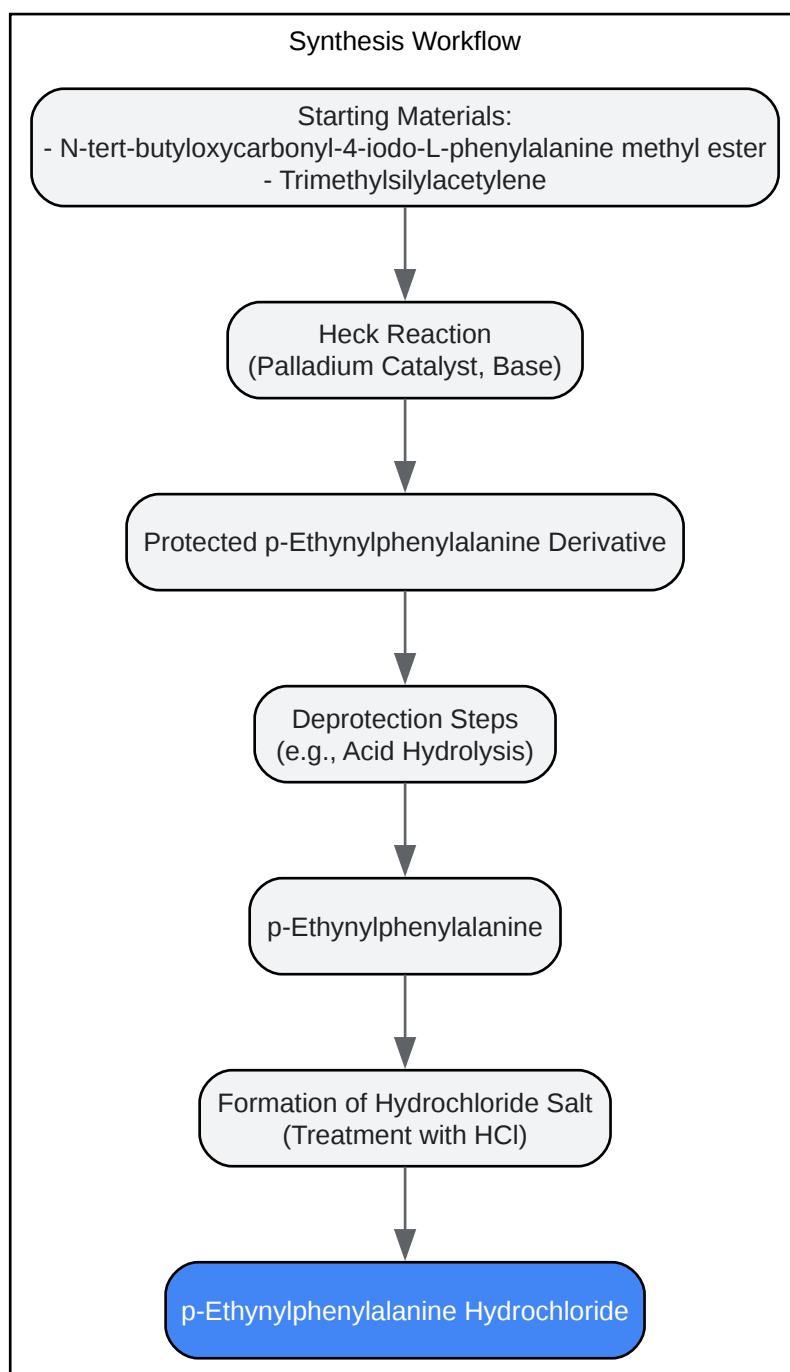 Synthesis Workflow
Starting Materials:
- N-tert-butyloxycarbonyl-4-iodo-L-phenylalanine methyl ester
- Trimethylsilylacetylene
Heck Reaction
(Palladium Catalyst, Base)
Protected p-Ethynylphenylalanine Derivative
Deprotection Steps
(e.g., Acid Hydrolysis)
p-Ethynylphenylalanine
Formation of Hydrochloride Salt
(Treatment with HCl)
p-Ethynylphenylalanine Hydrochloride